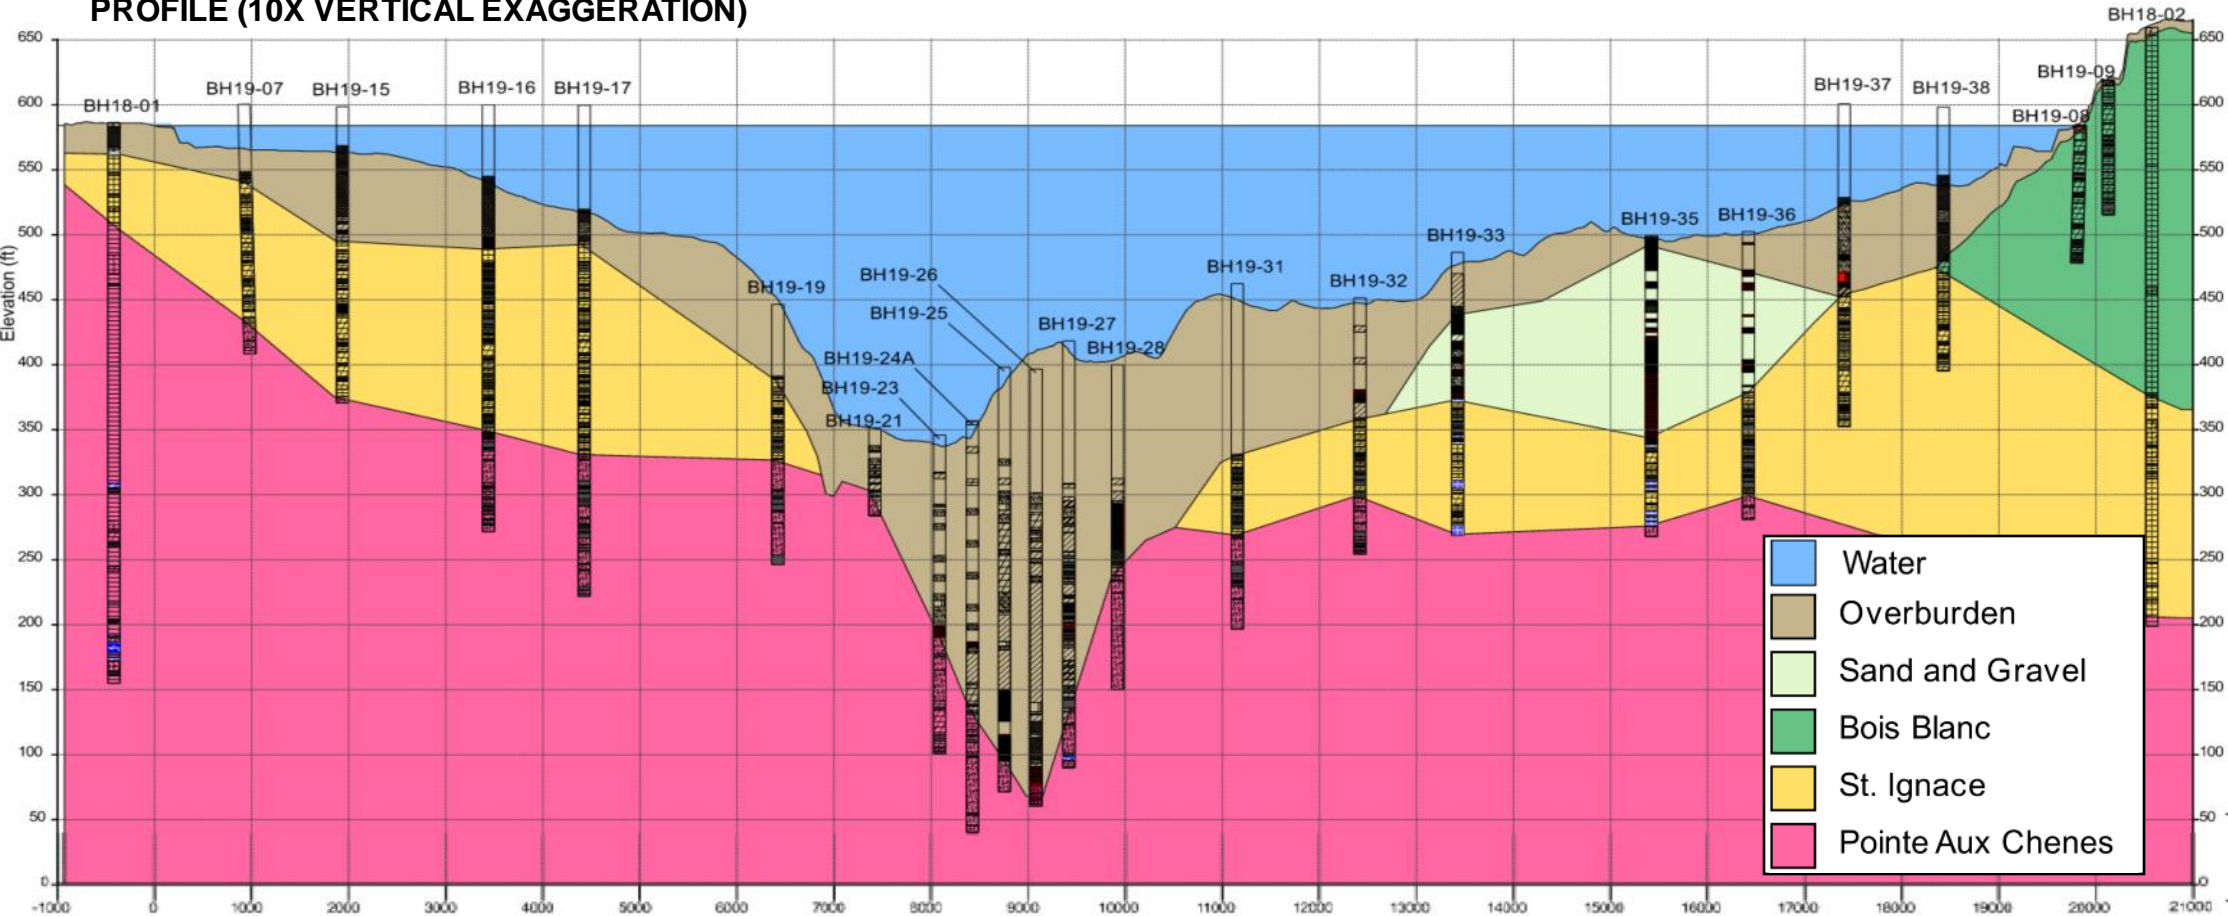 PROFILE (10X VERTICAL EXAGGERATION)
BH18-02
650
650
BH19-09
BH19-07
BH19-15
BH19-16
BH19-17
BH19-37
BH19-38
600
BH18-01
600
BH19-08
550
550
500
BH19-35
BH19-36
500
BH19-33
Elevation (ft)
BH19-26
BH19-31
BH19-19
BH19-32
450
450
BH19-25
BH19-27
BH19-28
BH19-24A
400
400
BH19-23
BH19-21
350
350
300
300
250
250
Water
Overburden
200
200
Sand and Gravel
150
150
Bois Blanc
100
100
St. Ignace
50
50
Pointe Aux Chenes
0
0
-1000 0 1000 2000 3000 4000 5000 6000 7000 8000 9000 10000 11000 12000 13000 14000 15000 16000 17000 18000 19000 20000 21000